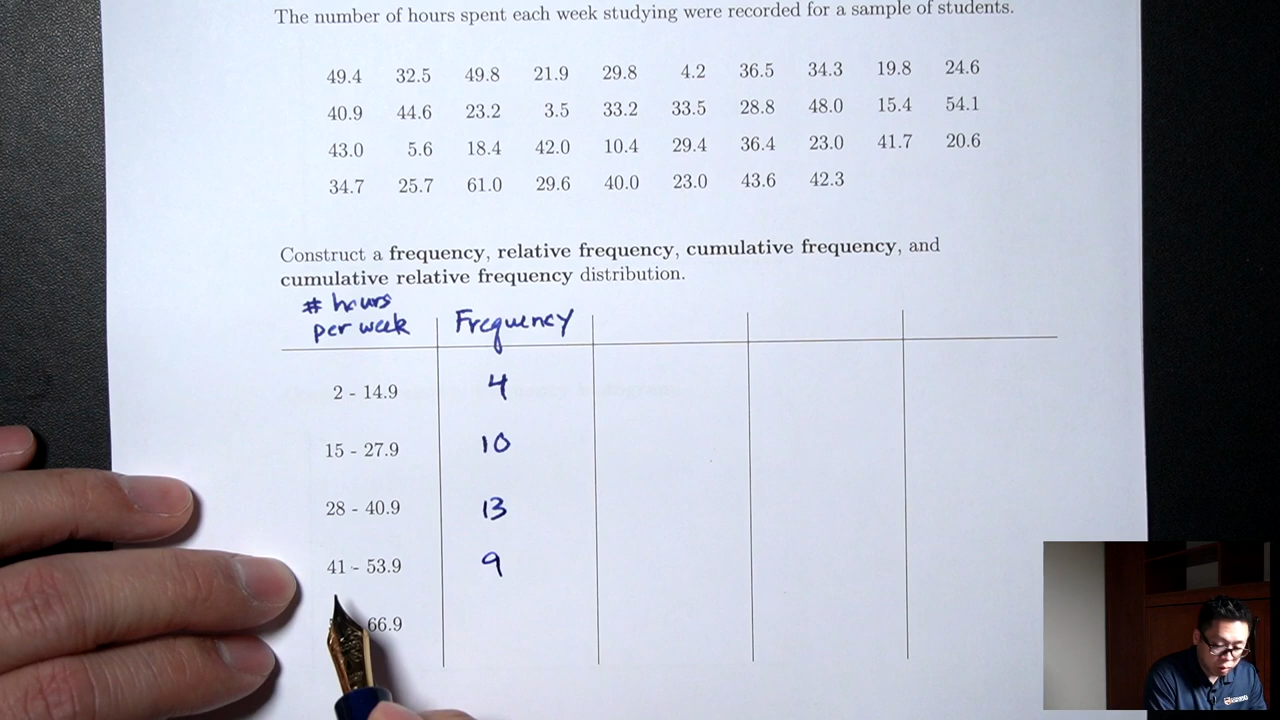 The number of hours spent each week studying were recorded for a sample of students.
49.4 32.5 49.8 21.9 29.8 4.2 36.5 34.3 19.8 24.6
40.9 44.6 23.2 3.5 33.2 33.5 28.8 48.0 15.4 54.1
43.0 5.6 18.4 42.0 10.4 29.4 36.4 23.0 41.7 20.6
34.7 25.7 61.0 29.6 40.0 23.0 43.6 42.3
Construct a frequency, relative frequency, cumulative frequency, and
cumulative relative frequency distribution.
# hours
per week Frequency
2 - 14.9 4
15 - 27.9 10
28 - 40.9 13
41 - 53.9 9
66.9